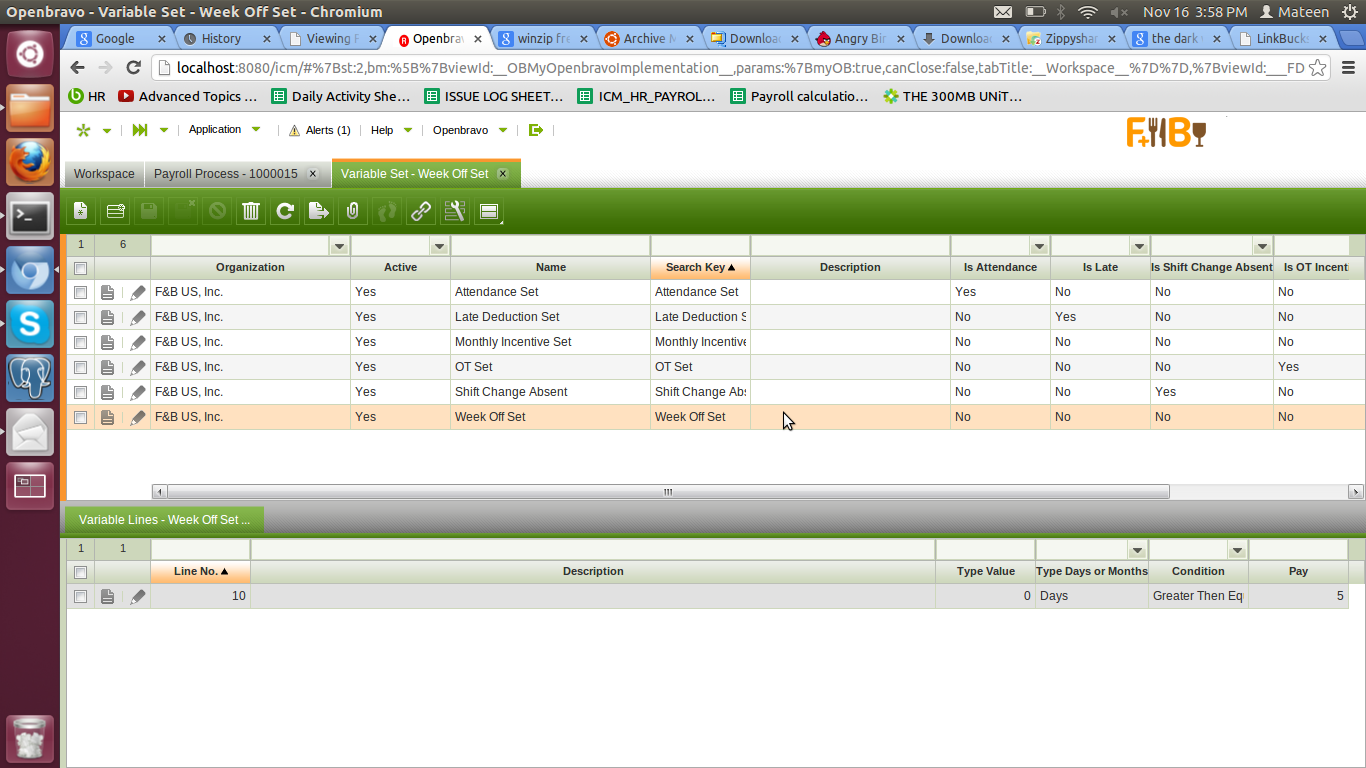 Openbravo - Variable Set - Week Off Set - Chromium
Nov 16 3:58 PM Mateen
Google History Viewing Openbra winzip fre Archive M Downloa Angry Bir Downloa Zippyshar the dark LinkBuck
localhost:8080/icm/#%7Bst:2,bm:%5B%7BviewId:__OBMyOpenbravoImplementation__,params:%7BmyOB:true,canClose:false,tabTitle:__Workspace__%7D%7D,%7BviewId:___FD
HR Advanced Topics ... Daily Activity She... ISSUE LOG SHEET... ICM_HR_PAYROL... Payroll calculatio... THE 300MB UNiT...
Application Alerts (1) Help Openbravo
F+B
Workspace Payroll Process - 1000015 x Variable Set - Week Off Set x
1 6
Organization Active Name Search Key Description Is Attendance Is Late Is Shift Change Absent Is OT Incenti
F&B US, Inc. Yes Attendance Set Attendance Set Yes No No No
F&B US, Inc. Yes Late Deduction Set Late Deduction S No Yes No No
F&B US, Inc. Yes Monthly Incentive Set Monthly Incentive No No No No
F&B US, Inc. Yes OT Set OT Set No No No Yes
F&B US, Inc. Yes Shift Change Absent Shift Change Abs No No Yes No
F&B US, Inc. Yes Week Off Set Week Off Set No No No No
Variable Lines - Week Off Set ...
1 1
Line No. Description Type Value Type Days or Months Condition Pay
10 0 Days Greater Then Equ 5